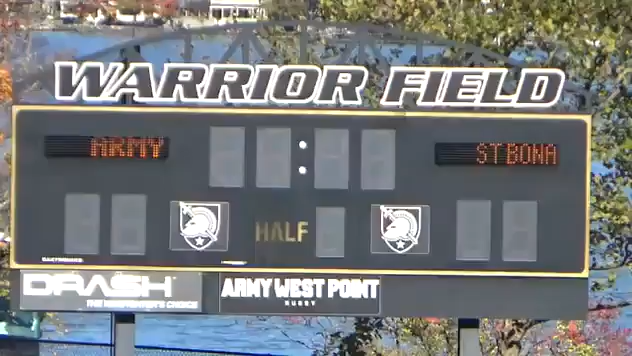 WARRIOR FIELD
ARMY
ST BONA
HALF
DRASH
ARMY WEST POINT
RUGBY